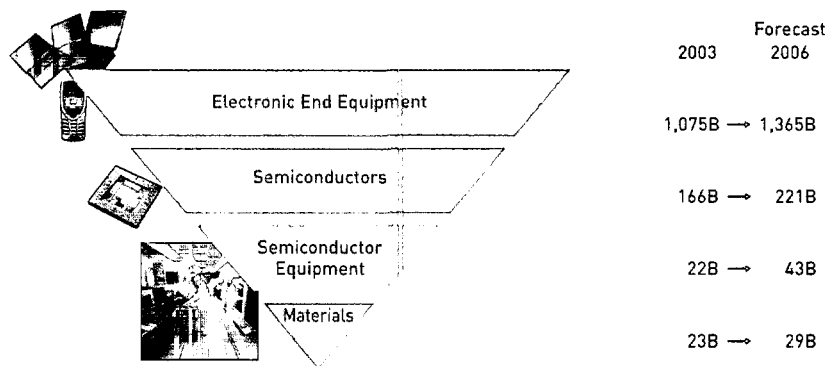 Forecast
2003 2006
Electronic End Equipment
1,075B → 1,365B
Semiconductors
166B → 221B
Semiconductor
Equipment
22B → 43B
Materials
23B → 29B